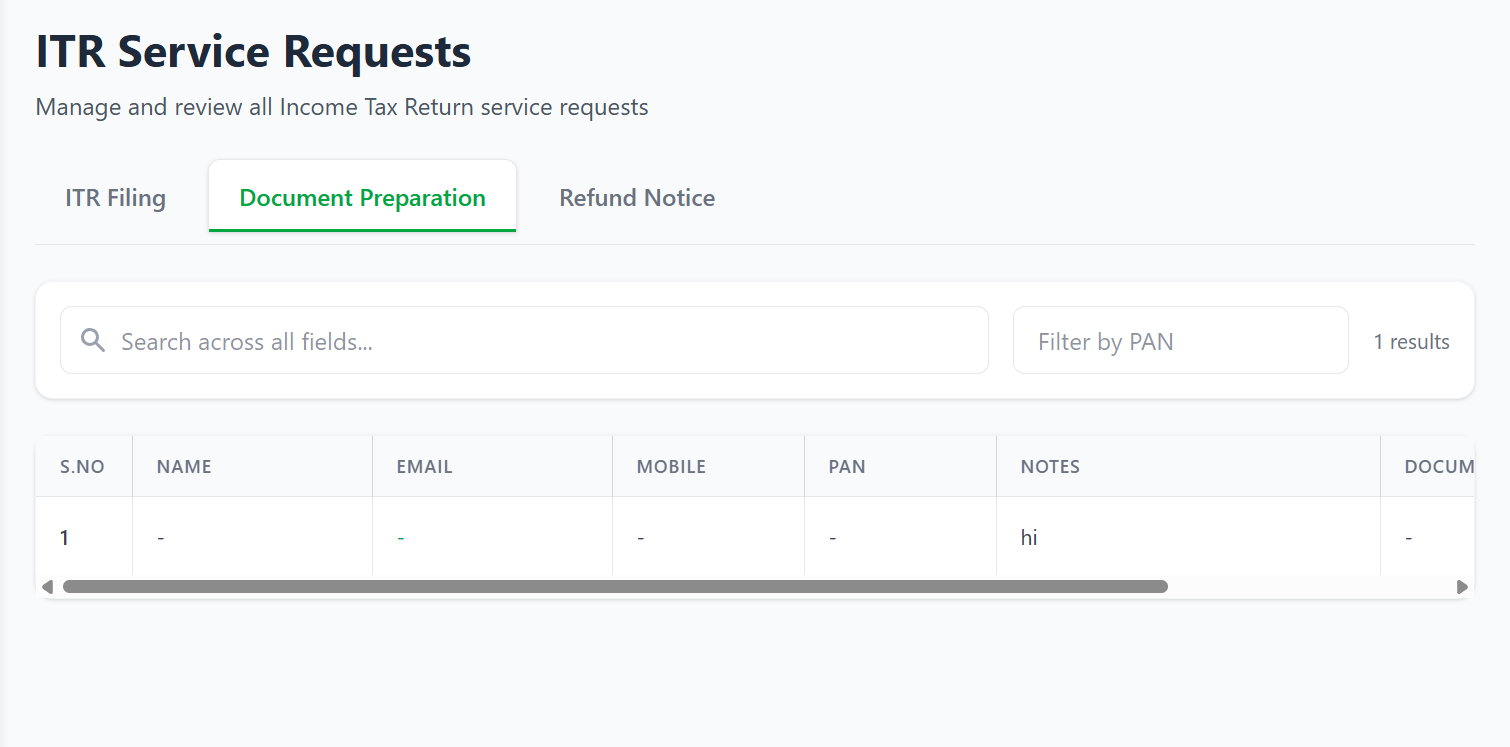 ITR Service Requests
Manage and review all Income Tax Return service requests
ITR Filing Document Preparation Refund Notice
Search across all fields... Filter by PAN 1 results
S.NO NAME EMAIL MOBILE PAN NOTES DOCUM
1 - - - - hi -